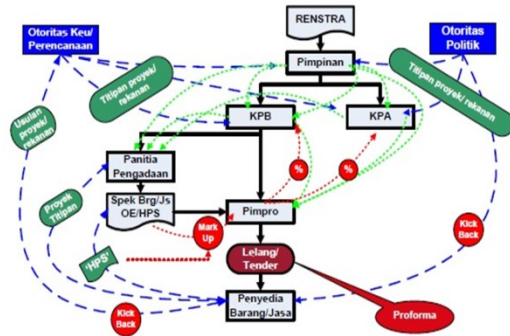 RENSTRA
Otoritas Keu/
Perencanaan
Otoritas
Politik
Pimpinan
Titipan proyek/
rekanan
Titipan proyek/
rekanan
Usulan
proyek/
rekanan
KPB
KPA
Panitia
Pengadaan
%
%
Proyek
Titipan
Spek Brg/Js
OE/HPS
Pimpro
Mark
Up
'HPS'
Lelang/
Tender
Kick
Back
Kick
Back
Penyedia
Barang/Jasa
Proforma